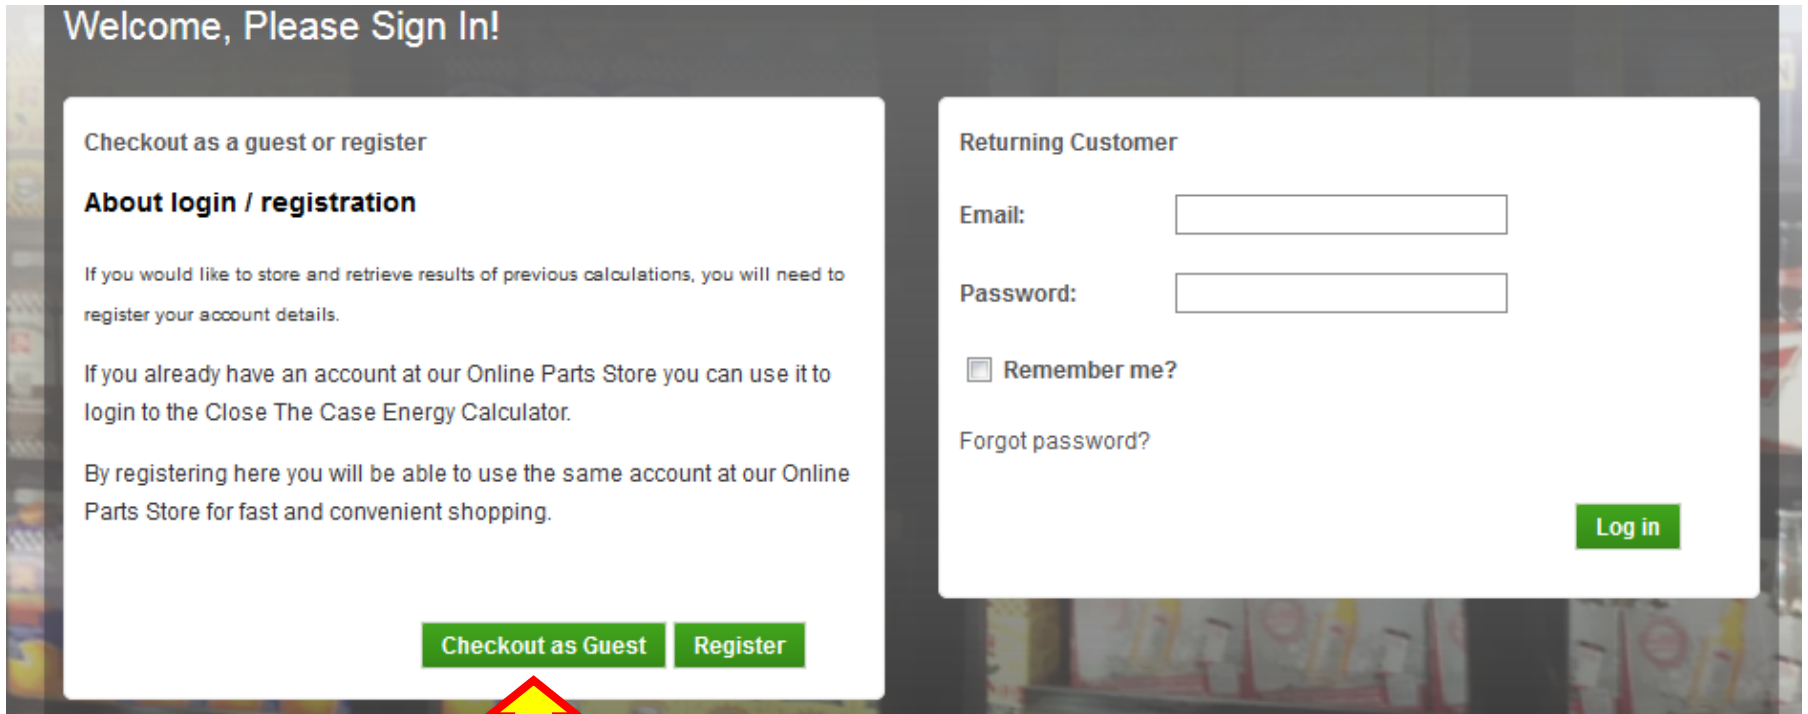 Welcome, Please Sign In!
Checkout as a guest or register
About login / registration
If you would like to store and retrieve results of previous calculations, you will need to
register your account details.
If you already have an account at our Online Parts Store you can use it to
login to the Close The Case Energy Calculator.
By registering here you will be able to use the same account at our Online
Parts Store for fast and convenient shopping.
Checkout as Guest
Register
Returning Customer
Email:
Password:
Remember me?
Forgot password?
Log in